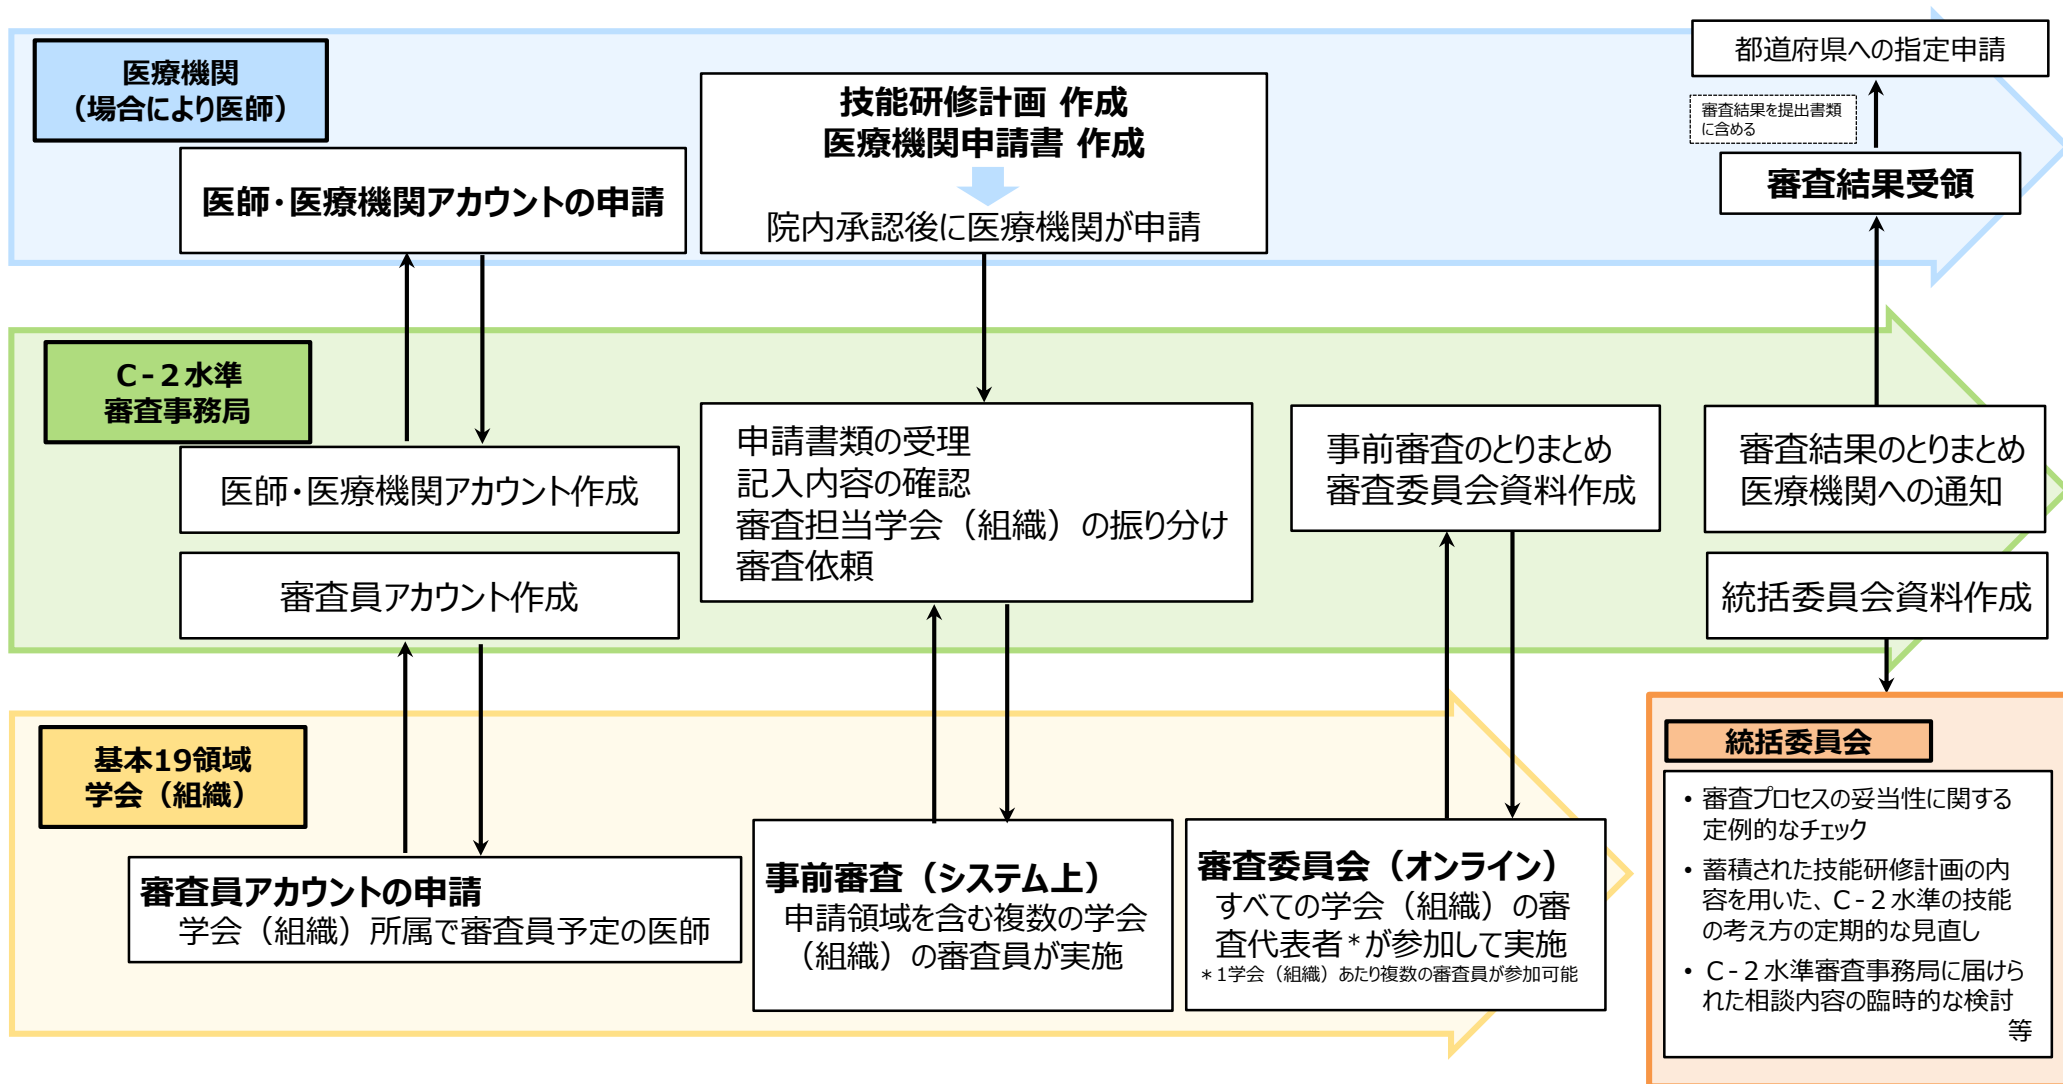 医療機関
（場合により医師）
医師・医療機関アカウントの申請
技能研修計画 作成
医療機関申請書 作成
院内承認後に医療機関が申請
都道府県への指定申請
審査結果を提出書類
に含める
審査結果受領
C-2水準
審査事務局
医師・医療機関アカウント作成
審査員アカウント作成
申請書類の受理
記入内容の確認
審査担当学会（組織）の振り分け
審査依頼
事前審査のとりまとめ
審査委員会資料作成
審査結果のとりまとめ
医療機関への通知
統括委員会資料作成
基本19領域
学会（組織）
審査員アカウントの申請
学会（組織）所属で審査員予定の医師
事前審査（システム上）
申請領域を含む複数の学会
（組織）の審査員が実施
審査委員会（オンライン）
すべての学会（組織）の審
査代表者*が参加して実施
*1学会（組織）あたり複数の審査員が参加可能
統括委員会
• 審査プロセスの妥当性に関する
定例的なチェック
• 蓄積された技能研修計画の内
容を用いた、C-2水準の技能
の考え方の定期的な見直し
• C-2水準審査事務局に届けら
れた相談内容の臨時的な検討
等